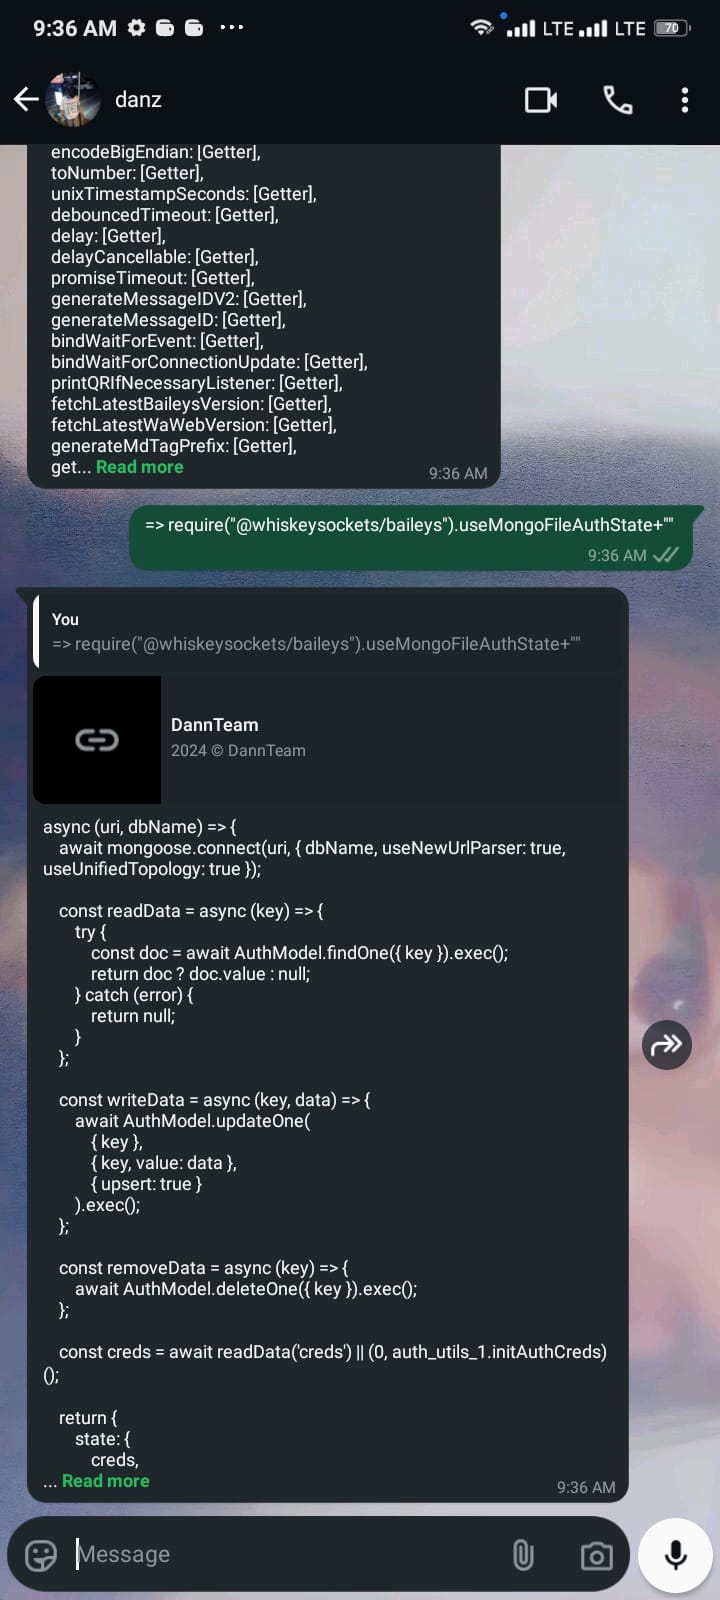 9:36 AM ... LTE LTE 70
danz
encodeBigEndian: [Getter],
toNumber: [Getter],
unixTimestampSeconds: [Getter],
debouncedTimeout: [Getter],
delay: [Getter],
delayCancellable: [Getter],
promiseTimeout: [Getter],
generateMessageIDV2: [Getter],
generateMessageID: [Getter],
bindWaitForEvent: [Getter],
bindWaitForConnectionUpdate: [Getter],
printQRIfNecessaryListener: [Getter],
fetchLatestBaileysVersion: [Getter],
fetchLatestWaWebVersion: [Getter],
generateMdTagPrefix: [Getter],
get... Read more
9:36 AM
=> require("@whiskeysockets/baileys").useMongoFileAuthState+""
9:36 AM
You
=> require("@whiskeysockets/baileys").useMongoFileAuthState+""
DannTeam
2024 © DannTeam
async (uri, dbName) => {
await mongoose.connect(uri, { dbName, useNewUrlParser: true,
useUnifiedTopology: true });
const readData = async (key) => {
try {
const doc = await AuthModel.findOne({ key }).exec();
return doc ? doc.value : null;
} catch (error) {
return null;
}
};
const writeData = async (key, data) => {
await AuthModel.updateOne(
{ key },
{ key, value: data },
{ upsert: true }
).exec();
};
const removeData = async (key) => {
await AuthModel.deleteOne({ key }).exec();
};
const creds = await readData('creds') || (0, auth_utils_1.initAuthCreds)
();
return {
state: {
creds,
... Read more
9:36 AM
Message